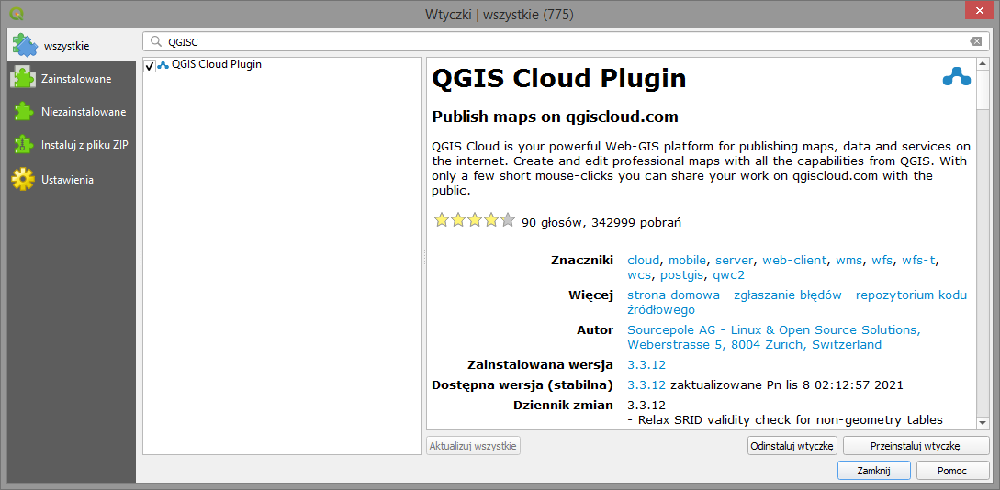 Wtyczki | wszystkie (775)
wszystkie
Zainstalowane
Niezainstalowane
Instaluj z pliku ZIP
Ustawienia
QGISC
QGIS Cloud Plugin
QGIS Cloud Plugin
Publish maps on qgiscloud.com
QGIS Cloud is your powerful Web-GIS platform for publishing maps, data and services on
the internet. Create and edit professional maps with all the capabilities from QGIS. With
only a few short mouse-clicks you can share your work on qgiscloud.com with the
public.
90 głosów, 342999 pobrań
Znaczniki cloud, mobile, server, web-client, wms, wfs, wfs-t,
wcs, postgis, qwc2
Więcej strona domowa zgłaszanie błędów repozytorium kodu
źródłowego
Autor Sourcepole AG - Linux & Open Source Solutions,
Weberstrasse 5, 8004 Zurich, Switzerland
Zainstalowana wersja 3.3.12
Dostępna wersja (stabilna) 3.3.12 zaktualizowane Pn lis 8 02:12:57 2021
Dziennik zmian 3.3.12
- Relax SRID validity check for non-geometry tables
Aktualizuj wszystkie
Odinstaluj wtyczkę
Przeinstaluj wtyczkę
Zamknij
Pomoc